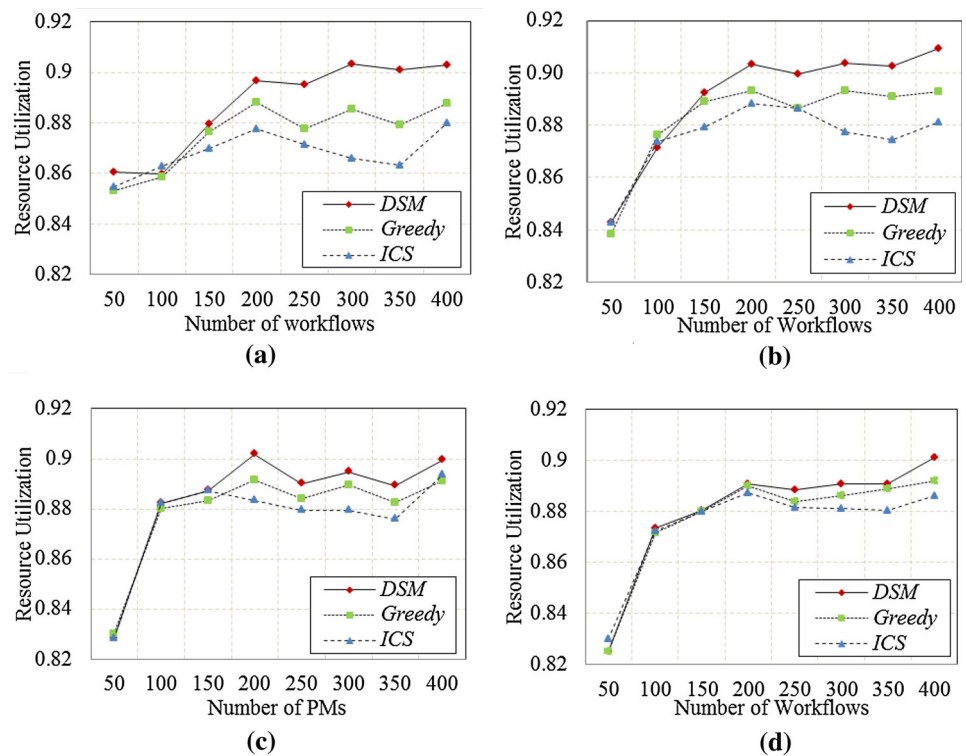 0.92
0.9
0.88
0.86
0.84
0.82
Resource Utilization
DSM
Greedy
ICS
50 100 150 200 250 300 350 400
Number of workflows
(a)
0.92
0.90
0.88
0.86
0.84
0.82
Resource Utilization
DSM
Greedy
ICS
50 100 150 200 250 300 350 400
Number of Workflows
(b)
0.92
0.9
0.88
0.86
0.84
0.82
Resource Utilization
DSM
Greedy
ICS
50 100 150 200 250 300 350 400
Number of PMs
(c)
0.92
0.9
0.88
0.86
0.84
0.82
Resource Utilization
DSM
Greedy
ICS
50 100 150 200 250 300 350 400
Number of Workflows
(d)